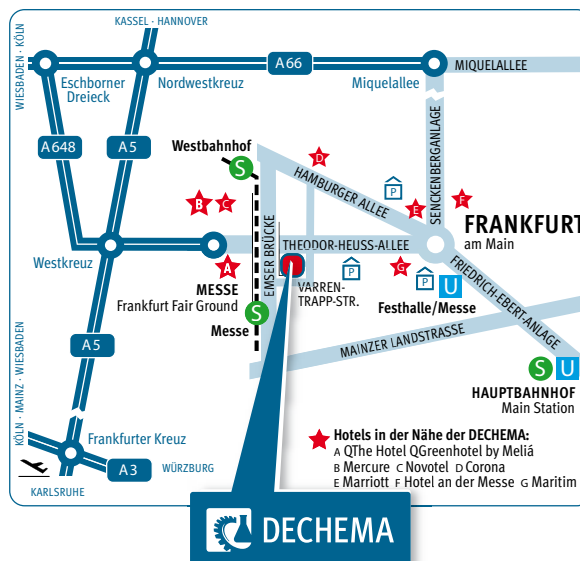 KASSEL · HANNOVER
WIESBADEN · KÖLN
A66
MIQUELALLEE
Eschborner
Dreieck
Nordwestkreuz
Miquelallee
A648
A5
Westbahnhof
S
D
P
SENCKENBERGANLAGE
HAMBURGER ALLEE
B
C
E
F
FRANKFURT
am Main
Westkreuz
EMSER BRÜCKE
THEODOR-HEUSS-ALLEE
A
P
G
P
U
MESSE
Frankfurt Fair Ground
VARREN-
TRAPP-STR.
Festhalle/Messe
FRIEDRICH-EBERT-ANLAGE
Messe
S
A5
MAINZER LANDSTRASSE
S
U
HAUPTBAHNHOF
Main Station
KÖLN · MAINZ · WIESBADEN
Frankfurter Kreuz
A3
WÜRZBURG
KARLSRUHE
Hotels in der Nähe der DECHEMA:
A QThe Hotel QGreenhotel by Meliá
B Mercure C Novotel D Corona
E Marriott F Hotel an der Messe G Maritim
DECHEMA